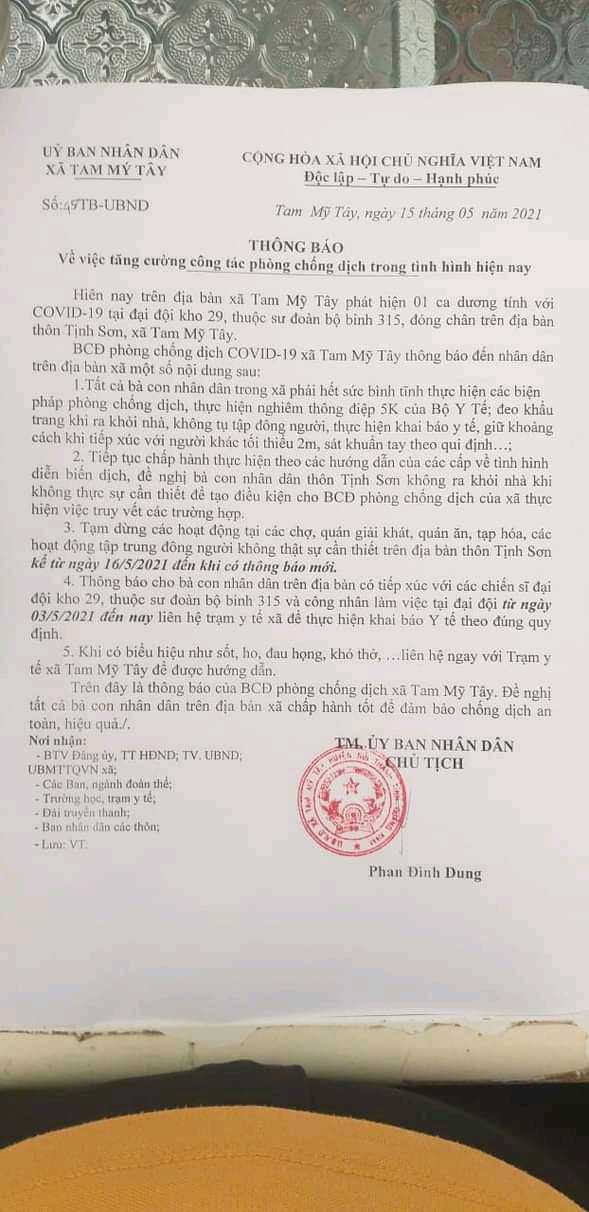 UỶ BAN NHÂN DÂN
XÃ TAM MỸ TÂY
CỘNG HÒA XÃ HỘI CHỦ NGHĨA VIỆT NAM
Độc lập – Tự do – Hạnh phúc
Số: TB-UBND
Tam Mỹ Tây, ngày 15 tháng 05 năm 2021
THÔNG BÁO
Về việc tăng cường công tác phòng chống dịch trong tình hình hiện nay
Hiên nay trên địa bàn xã Tam Mỹ Tây phát hiện 01 ca dương tính với
COVID-19 tại đại đội kho 29, thuộc sư đoàn bộ binh 315, đóng chân trên địa bàn
thôn Tịnh Sơn, xã Tam Mỹ Tây.
BCĐ phòng chống dịch COVID-19 xã Tam Mỹ Tây thông báo đến nhân dân
trên địa bàn xã một số nội dung sau:
1.Tất cả bà con nhân dân trong xã phải hết sức bình tĩnh thực hiện các biện
pháp phòng chống dịch, thực hiện nghiêm thông điệp 5K của Bộ Y Tế; đeo khẩu
trang khi ra khỏi nhà, không tụ tập đông người, thực hiện khai báo y tế, giữ khoảng
cách khi tiếp xúc với người khác tối thiểu 2m, sát khuẩn tay theo qui định…;
2. Tiếp tục chấp hành thực hiện theo các hướng dẫn của các cấp về tình hình
diễn biến dịch, đề nghị bà con nhân dân thôn Tịnh Sơn không ra khỏi nhà khi
không thực sự cần thiết để tạo điều kiện cho BCĐ phòng chống dịch của xã thực
hiện việc truy vết các trường hợp.
3. Tạm dừng các hoạt động tại các chợ, quán giải khát, quán ăn, tạp hóa, các
hoạt động tập trung đông người không thật sự cần thiết trên địa bàn thôn Tịnh Sơn
kể từ ngày 16/5/2021 đến khi có thông báo mới.
4. Thông báo cho bà con nhân dân trên địa bàn có tiếp xúc với các chiến sĩ đại
đội kho 29, thuộc sư đoàn bộ binh 315 và công nhân làm việc tại đại đội từ ngày
03/5/2021 đến nay liên hệ trạm y tế xã để thực hiện khai báo Y tế theo đúng quy
định.
5. Khi có biểu hiệu như sốt, ho, đau họng, khó thở, …liên hệ ngay với Trạm y
tế xã Tam Mỹ Tây để được hướng dẫn.
Trên đây là thông báo của BCĐ phòng chống dịch xã Tam Mỹ Tây. Đề nghị
tất cả bà con nhân dân trên địa bàn xã chấp hành tốt để đảm bảo chống dịch an
toàn, hiệu quả./.
Nơi nhận:
- BTV Đảng ủy, TT HĐND; TV. UBND;
UBMTTQVN xã;
- Các Ban, ngành đoàn thể;
- Trường học, trạm y tế;
- Đài truyền thanh;
- Ban nhân dân các thôn;
- Lưu: VT.
TM. ỦY BAN NHÂN DÂN
CHỦ TỊCH
Phan Đình Dung